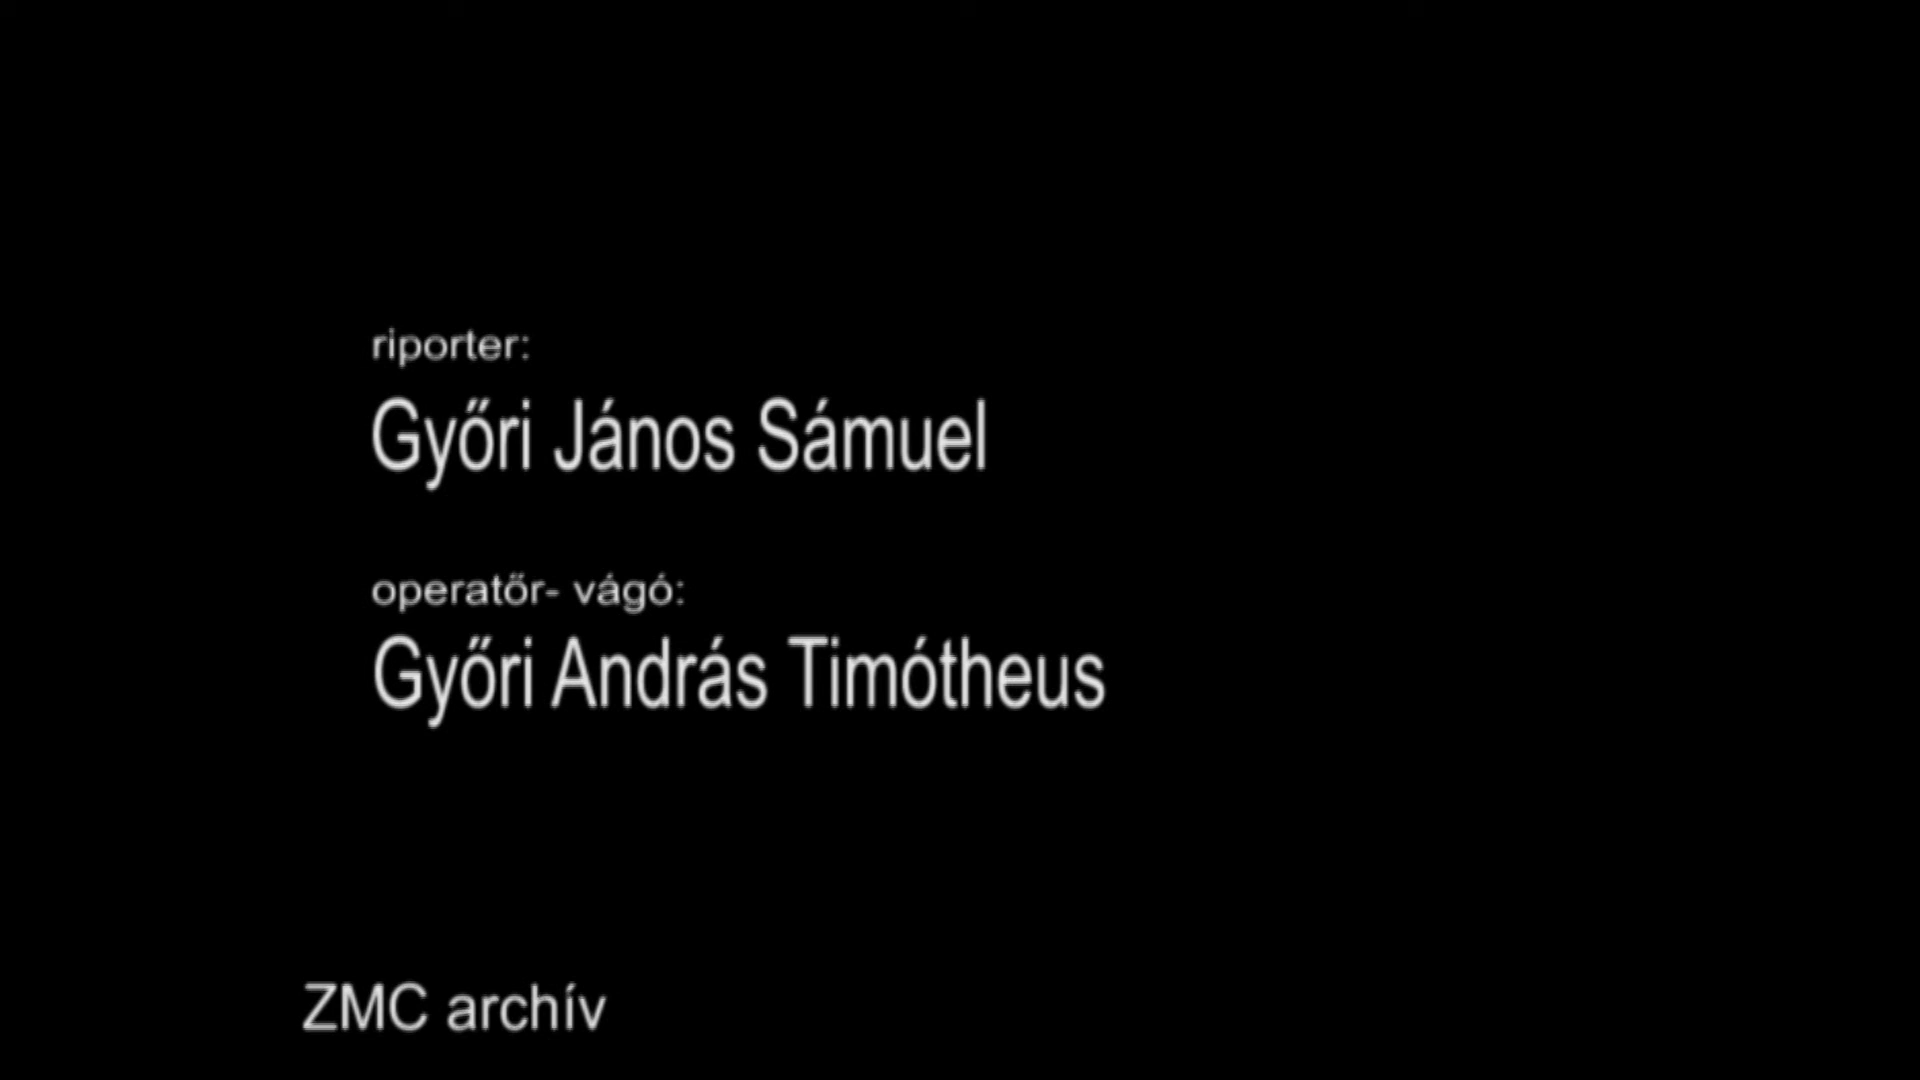 riporter:
Győri János Sámuel
operatőr- vágó:
Győri András Timótheus
ZMC archív